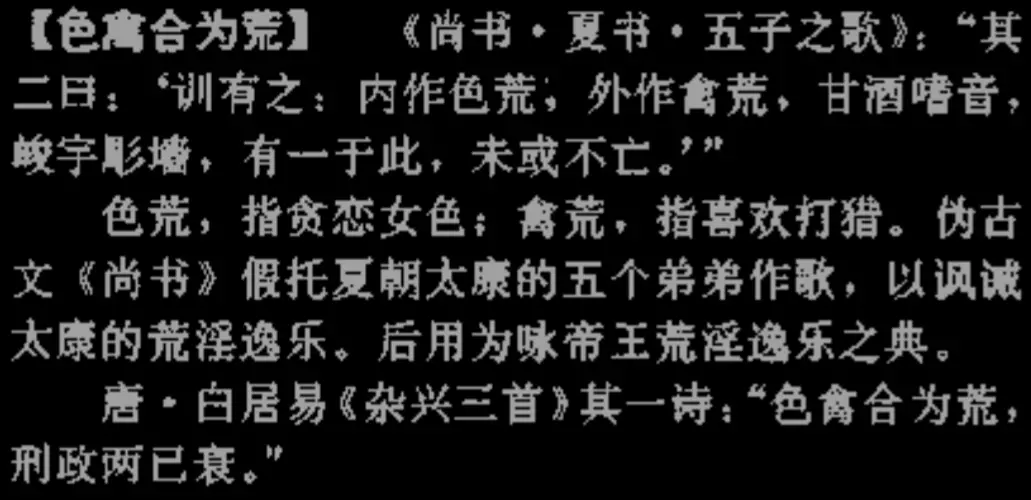 【色禽合为荒】 《尚书·夏书·五子之歌》：“其
二曰：‘训有之：内作色荒，外作禽荒，甘酒嗜音，
峻宇彫墙，有一于此，未或不亡。’”
色荒，指贪恋女色；禽荒，指喜欢打猎。伪古
文《尚书》假托夏朝太康的五个弟弟作歌，以讽诫
太康的荒淫逸乐。后用为咏帝王荒淫逸乐之典。
唐·白居易《杂兴三首》其一诗：“色禽合为荒，
刑政两已衰。”